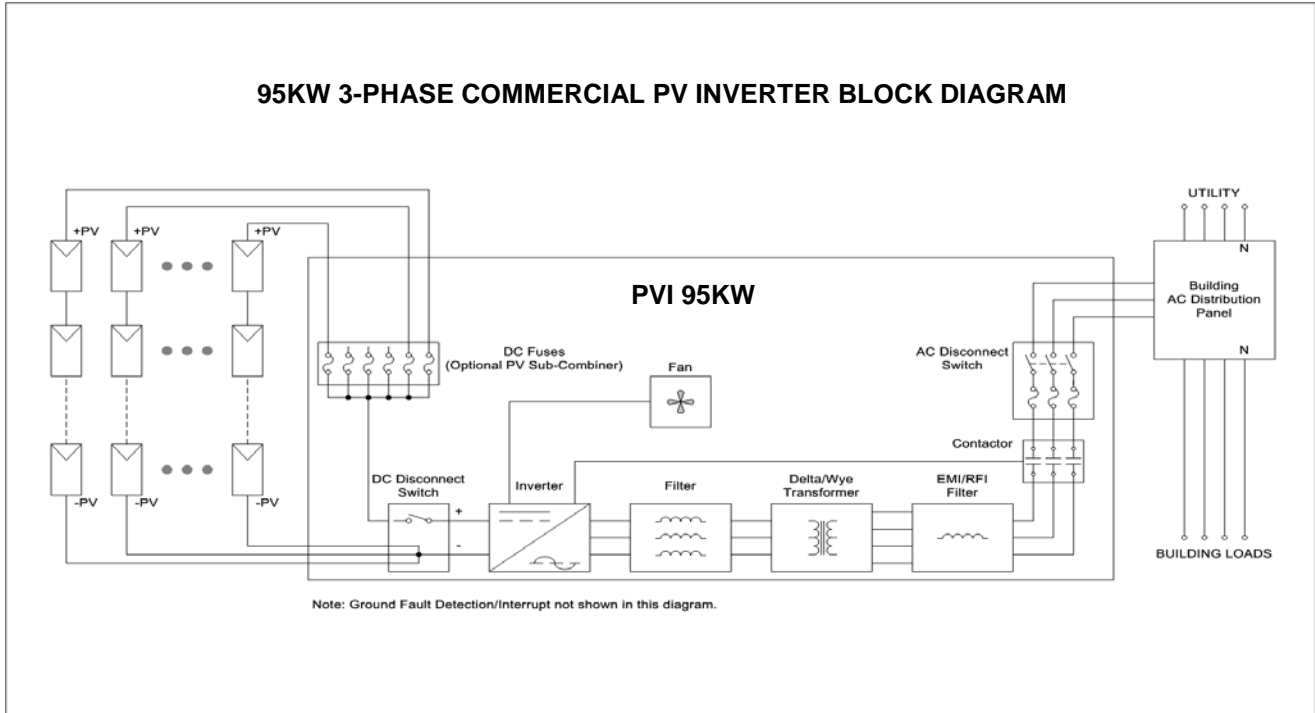 95KW 3-PHASE COMMERCIAL PV INVERTER BLOCK DIAGRAM
UTILITY
+PV
+PV
+PV
N
PVI 95KW
Building
AC Distribution
Panel
N
DC Fuses
(Optional PV Sub-Combiner)
Fan
AC Disconnect
Switch
Contactor
-PV
-PV
-PV
DC Disconnect
Switch
+
-
Inverter
Filter
Delta/Wye
Transformer
EMI/RFI
Filter
BUILDING LOADS
Note: Ground Fault Detection/Interrupt not shown in this diagram.